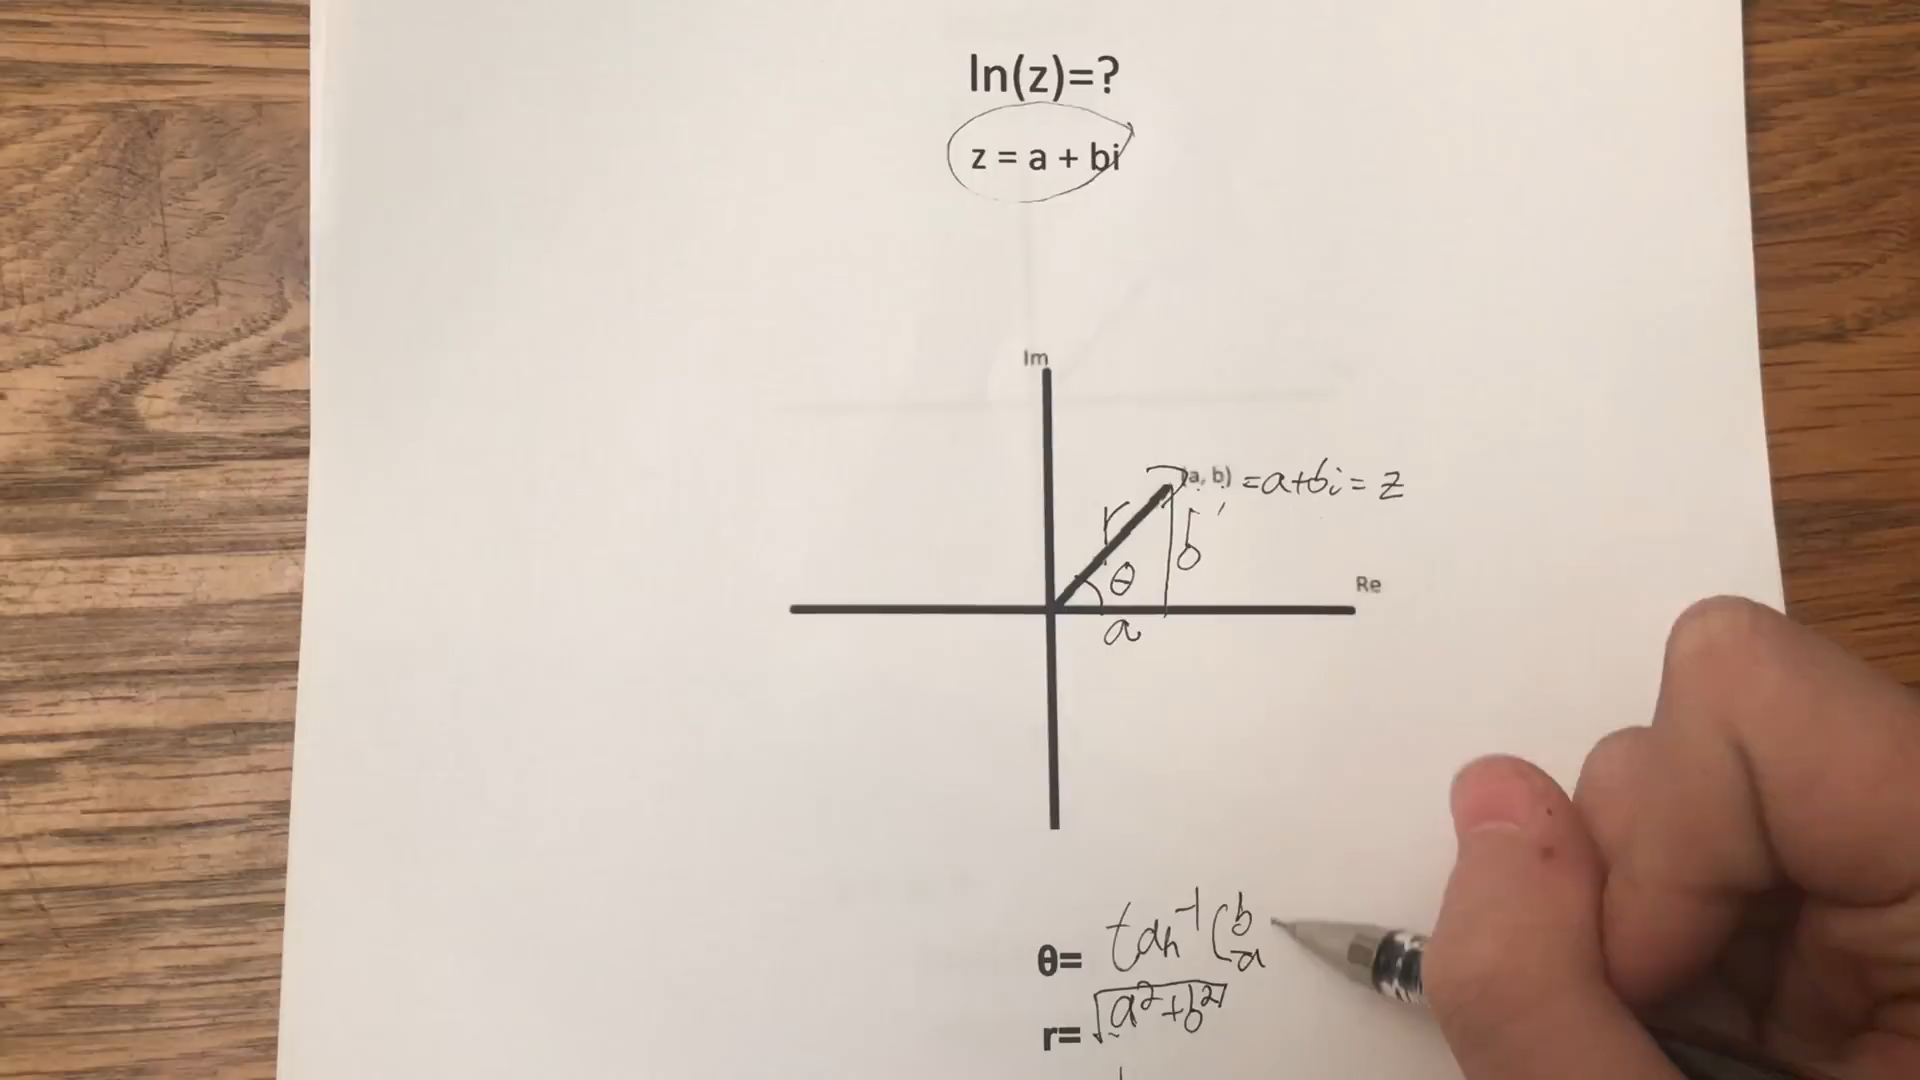 ln(z)=?
z = a + bi
Im
(a, b) = a+bi = z
r
b
θ
Re
a
θ= tan⁻¹(b/a
r= √a²+b²